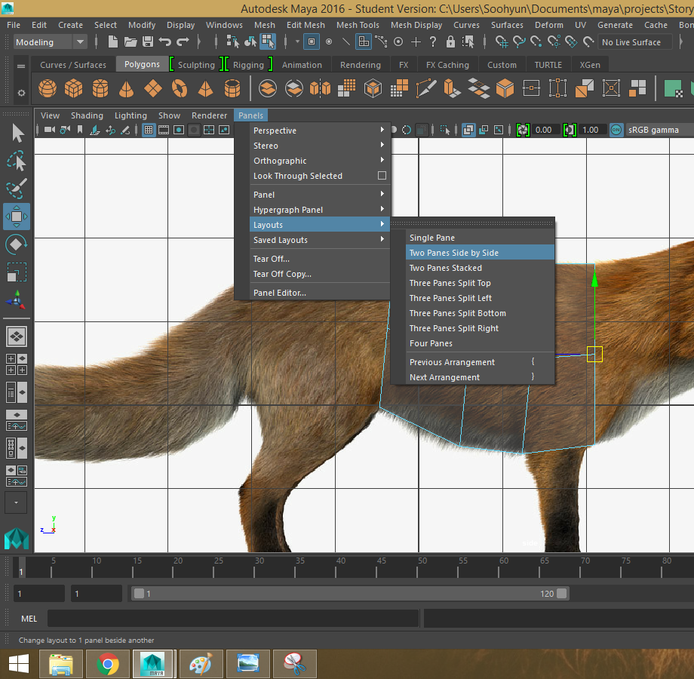 Autodesk Maya 2016 - Student Version: C:\Users\Soohyun\Documents\maya\projects\Story
File Edit Create Select Modify Display Windows Mesh Edit Mesh Mesh Tools Mesh Display Curves Surfaces Deform UV Generate Cache
Modeling No Live Surface
Curves / Surfaces Polygons Sculpting Rigging Animation Rendering FX FX Caching Custom TURTLE XGen
View Shading Lighting Show Renderer Panels
0.00 1.00 sRGB gamma
Perspective
Stereo
Orthographic
Look Through Selected
Panel
Hypergraph Panel
Layouts
Saved Layouts
Tear Off...
Tear Off Copy...
Panel Editor...
Single Pane
Two Panes Side by Side
Two Panes Stacked
Three Panes Split Top
Three Panes Split Left
Three Panes Split Bottom
Three Panes Split Right
Four Panes
Previous Arrangement {
Next Arrangement }
y
z x
1 5 10 15 20 25 30 35 40 45 50 55 60 65 70 75 80
1 1 1 120
MEL
Change layout to 1 panel beside another
MAYA